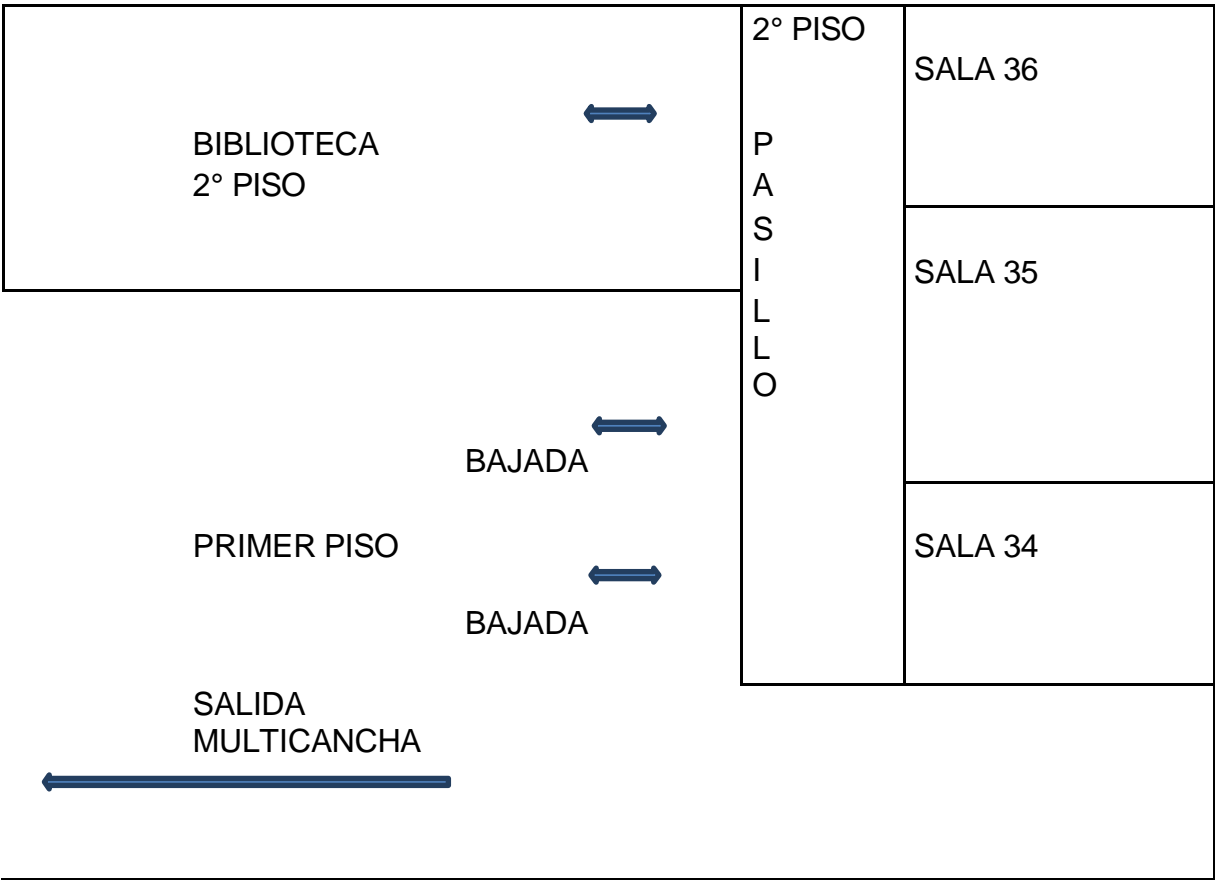 2° PISO
SALA 36
BIBLIOTECA
2° PISO
P
A
S
I
L
L
O
SALA 35
BAJADA
PRIMER PISO
SALA 34
BAJADA
SALIDA
MULTICANCHA